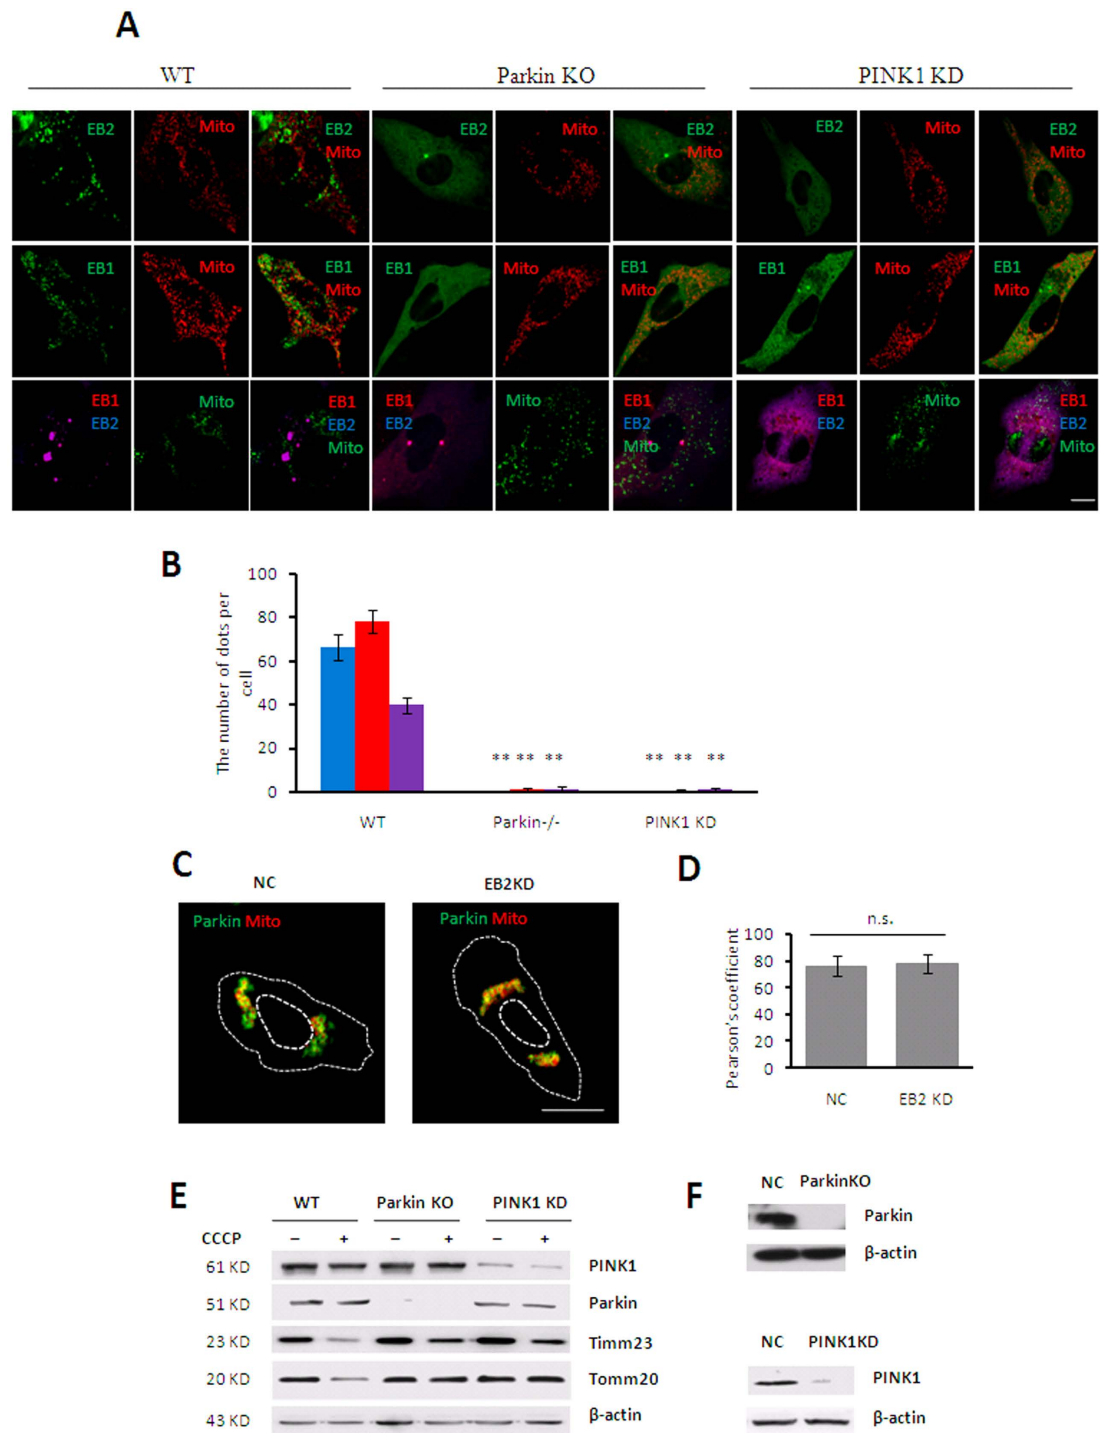 A
WT Parkin KO PINK1 KD
EB2 Mito EB2 Mito EB2 Mito EB2 Mito EB2 Mito EB2 Mito
EB1 Mito EB1 Mito EB1 Mito EB1 Mito EB1 Mito EB1 Mito
EB1 EB2 Mito EB1 EB2 Mito EB1 EB2 Mito EB1 EB2 Mito EB1 EB2 Mito EB1 EB2 Mito
B
The number of dots per cell
100
80
60
40
20
0
** ** ** ** ** **
WT Parkin-/- PINK1 KD
C
NC EB2KD
Parkin Mito Parkin Mito
D
n.s.
Pearson's coefficient
100
80
60
40
20
0
NC EB2 KD
E
WT Parkin KO PINK1 KD
CCCP – + – + – +
61 KD PINK1
51 KD Parkin
23 KD Timm23
20 KD Tomm20
43 KD β-actin
F
NC ParkinKO
Parkin
β-actin
NC PINK1KD
PINK1
β-actin